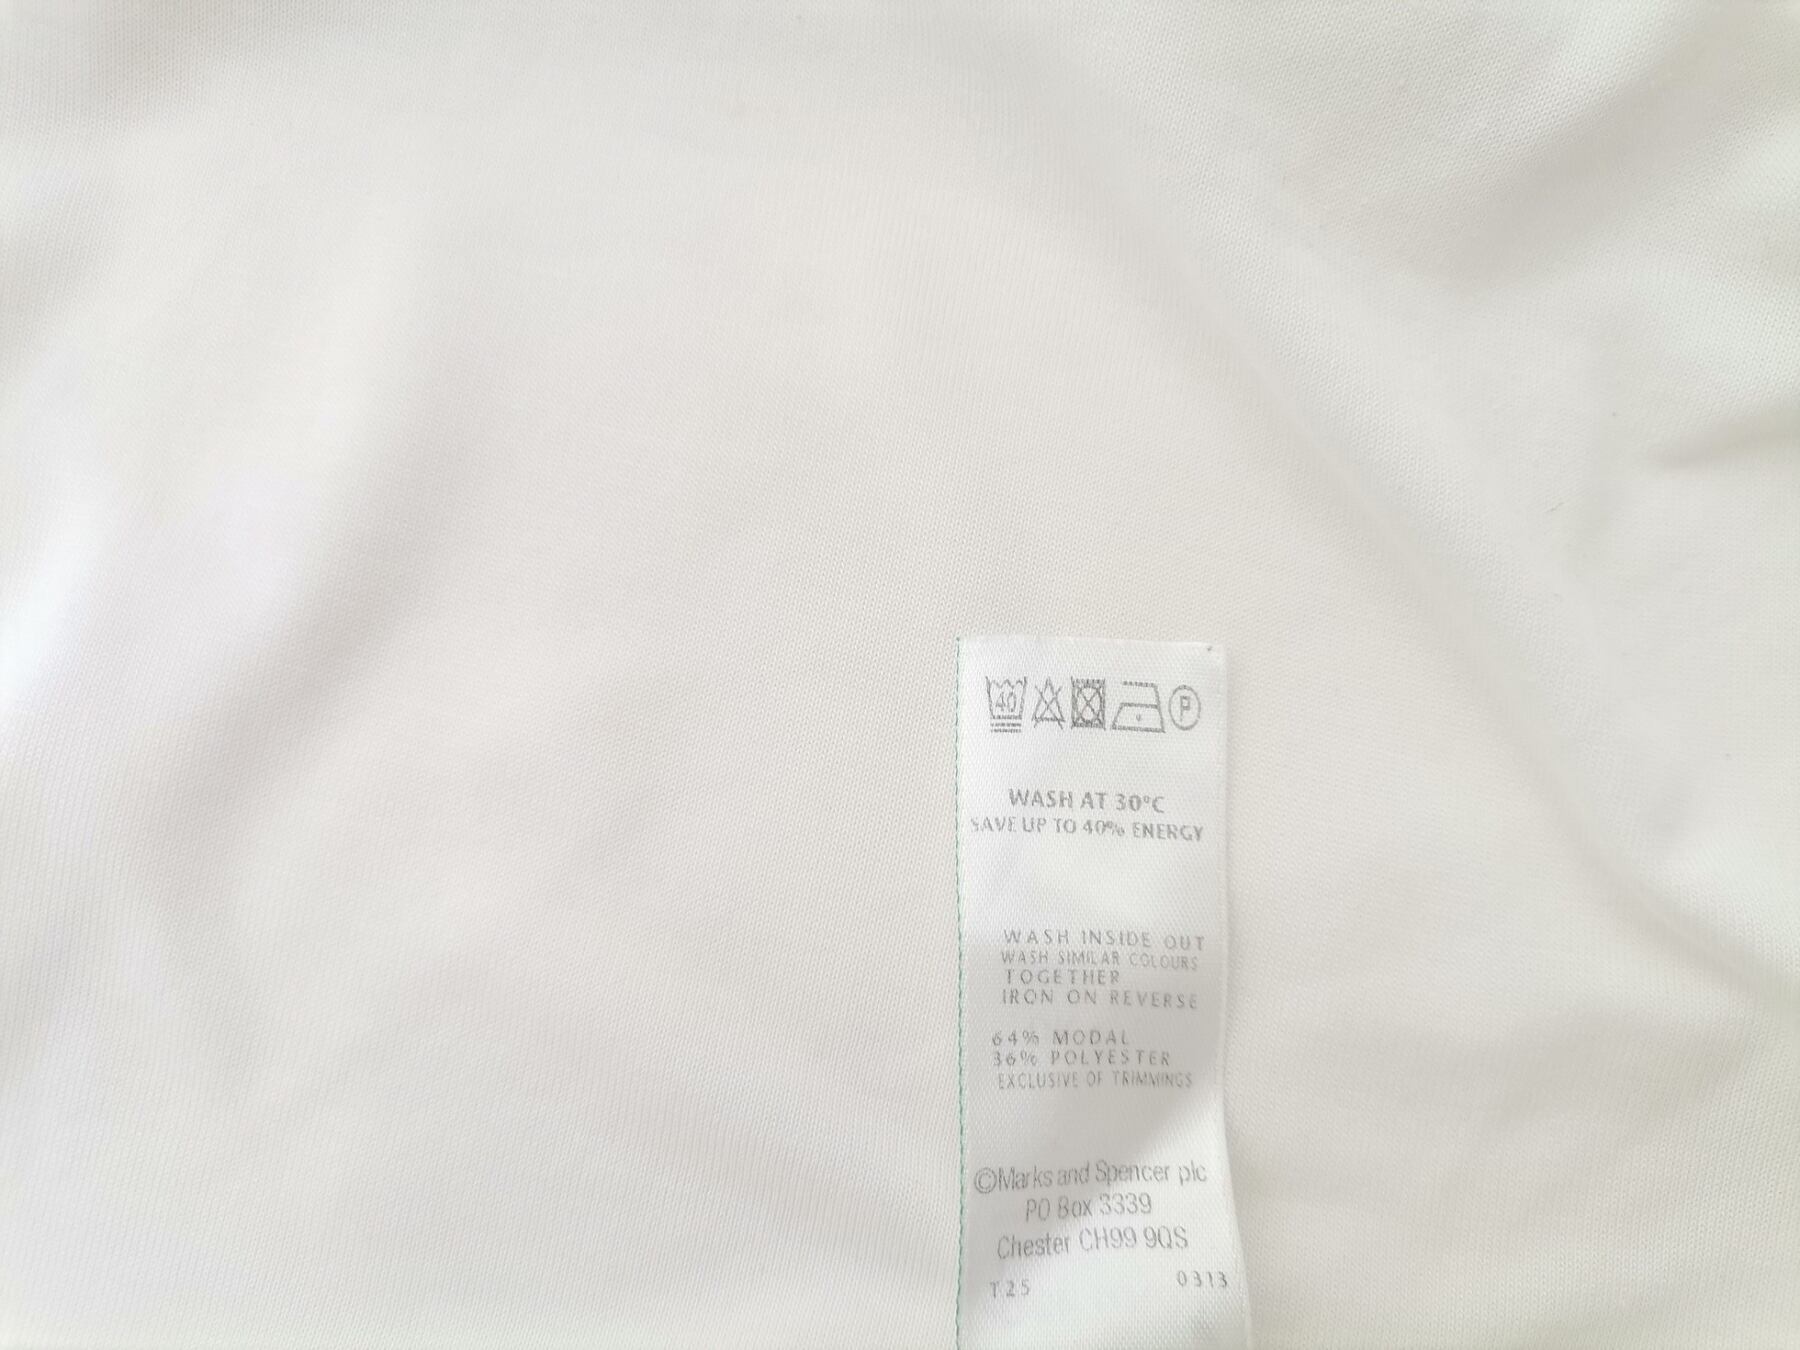 40 P
WASH AT 30°C
SAVE UP TO 40% ENERGY
WASH INSIDE OUT
WASH SIMILAR COLOURS
TOGETHER
IRON ON REVERSE
64% MODAL
36% POLYESTER
EXCLUSIVE OF TRIMMINGS
©Marks and Spencer plc
PO Box 3339
Chester CH99 9QS
T25 0313